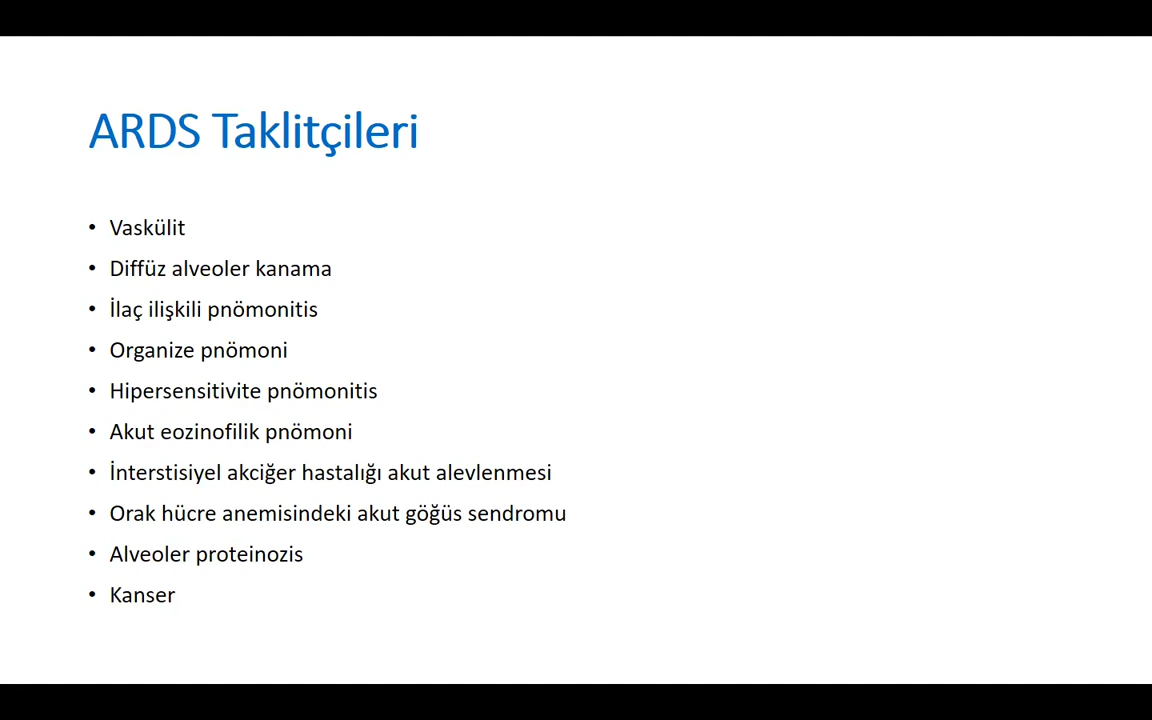 ARDS Taklitçileri
• Vaskülit
• Diffüz alveoler kanama
• İlaç ilişkili pnömonitis
• Organize pnömoni
• Hipersensitivite pnömonitis
• Akut eozinofilik pnömoni
• İnterstisiyel akciğer hastalığı akut alevlenmesi
• Orak hücre anemisindeki akut göğüs sendromu
• Alveoler proteinozis
• Kanser